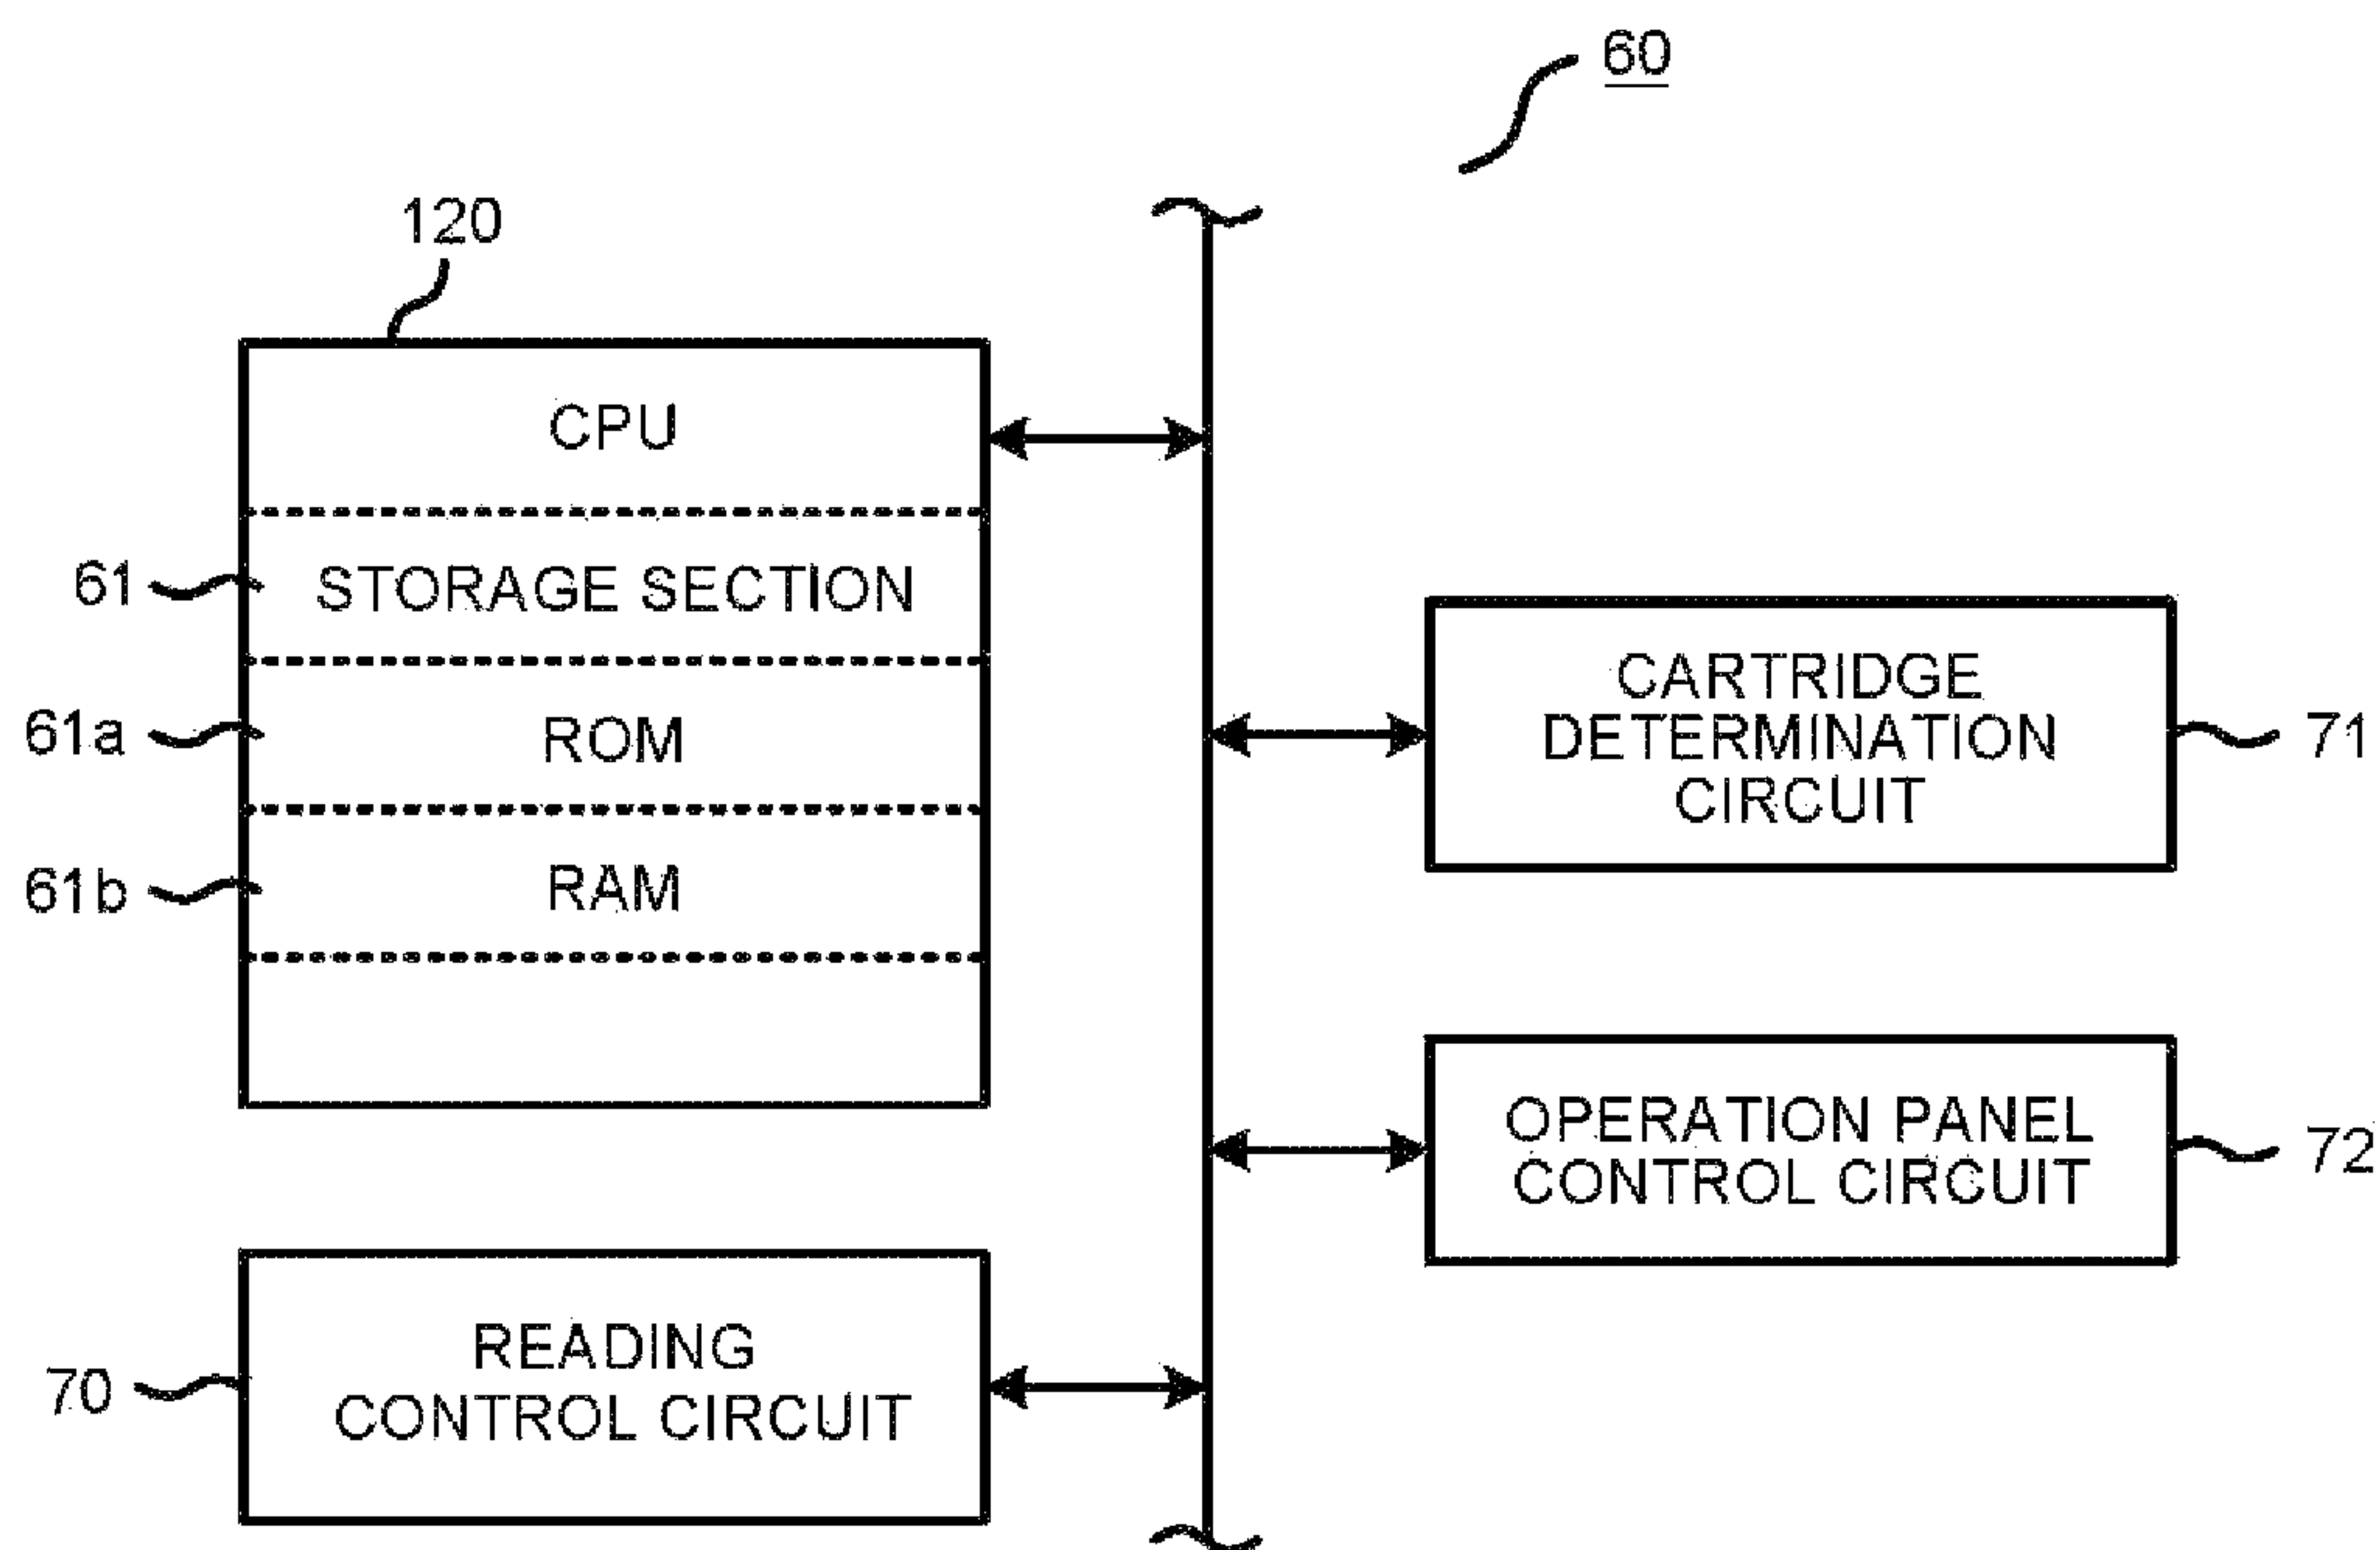 60
120
CPU
61
STORAGE SECTION
61a
ROM
61b
RAM
CARTRIDGE
DETERMINATION
CIRCUIT
71
OPERATION PANEL
CONTROL CIRCUIT
72
70
READING
CONTROL CIRCUIT